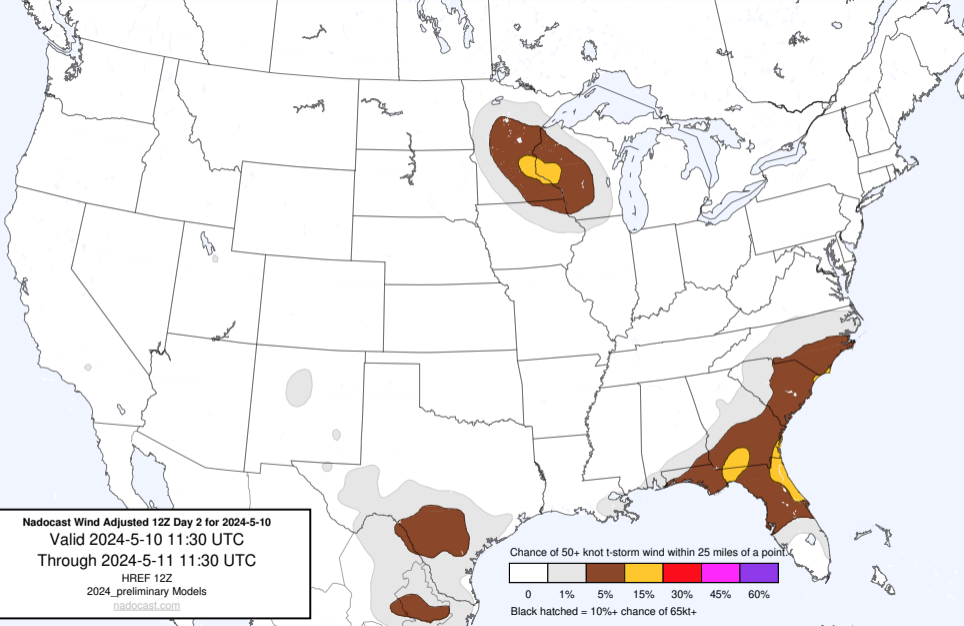 Nadocast Wind Adjusted 12Z Day 2 for 2024-5-10
Valid 2024-5-10 11:30 UTC
Through 2024-5-11 11:30 UTC
HREF 12Z
2024_preliminary Models
nadocast.com
Chance of 50+ knot t-storm wind within 25 miles of a point.
0 1% 5% 15% 30% 45% 60%
Black hatched = 10%+ chance of 65kt+